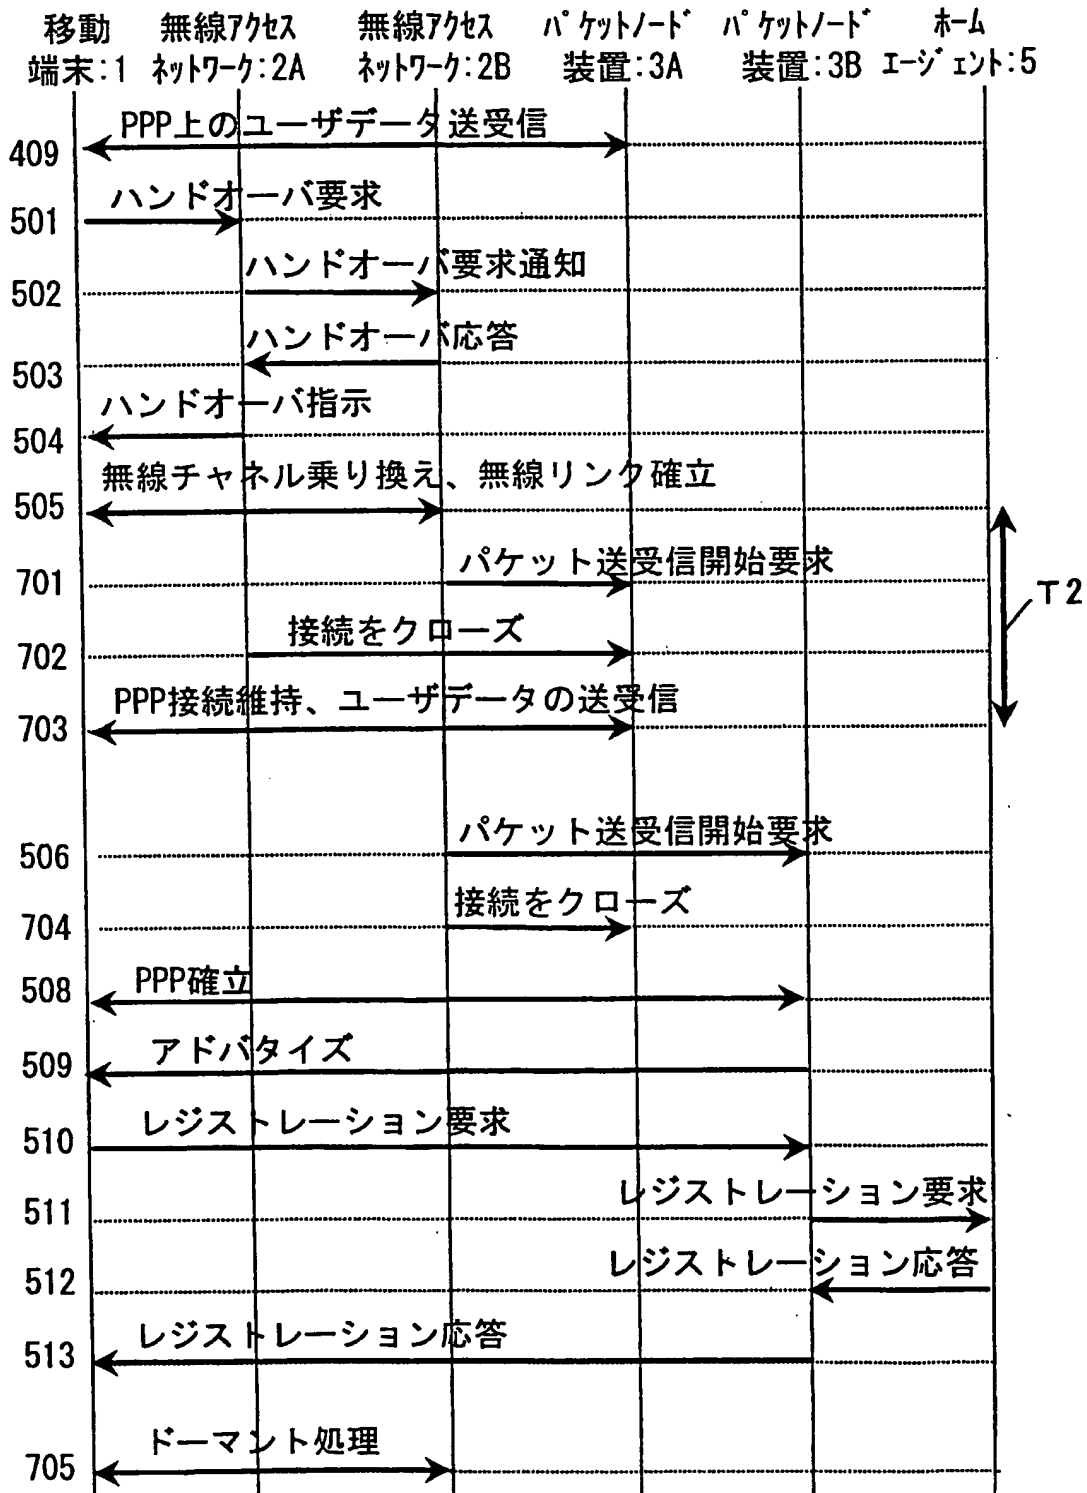 移動 無線アクセス 無線アクセス パケットノード パケットノード ホーム
端末:1 ネットワーク:2A ネットワーク:2B 装置:3A 装置:3B エージェント:5
PPP上のユーザデータ送受信
409
ハンドオーバ要求
501
ハンドオーバ要求通知
502
ハンドオーバ応答
503
ハンドオーバ指示
504
無線チャネル乗り換え、無線リンク確立
505
パケット送受信開始要求
701
T2
接続をクローズ
702
PPP接続維持、ユーザデータの送受信
703
パケット送受信開始要求
506
接続をクローズ
704
PPP確立
508
アドバタイズ
509
レジストレーション要求
510
レジストレーション要求
511
レジストレーション応答
512
レジストレーション応答
513
ドーマント処理
705